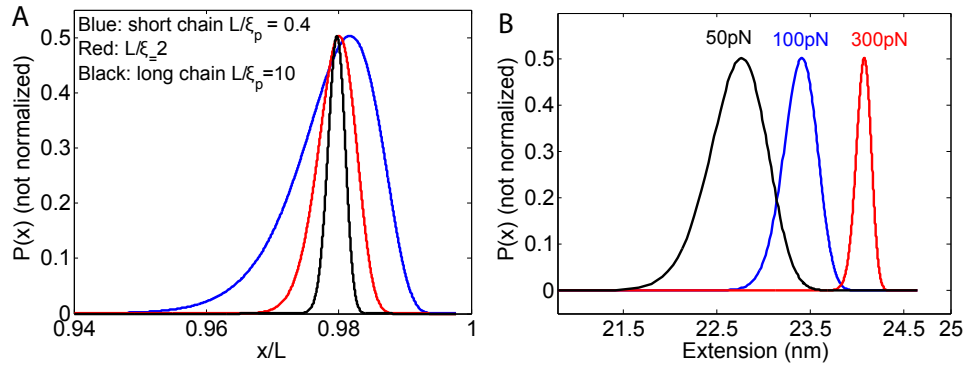 A
Blue: short chain L/ξp = 0.4
Red: L/ξ=2
Black: long chain L/ξp=10
P(x) (not normalized)
0.5
0.4
0.3
0.2
0.1
0
0.94
0.96
0.98
1
x/L
B
50pN
100pN
300pN
P(x) (not normalized)
0.5
0.4
0.3
0.2
0.1
0
21.5
22.5
23.5
24.5
25
Extension (nm)